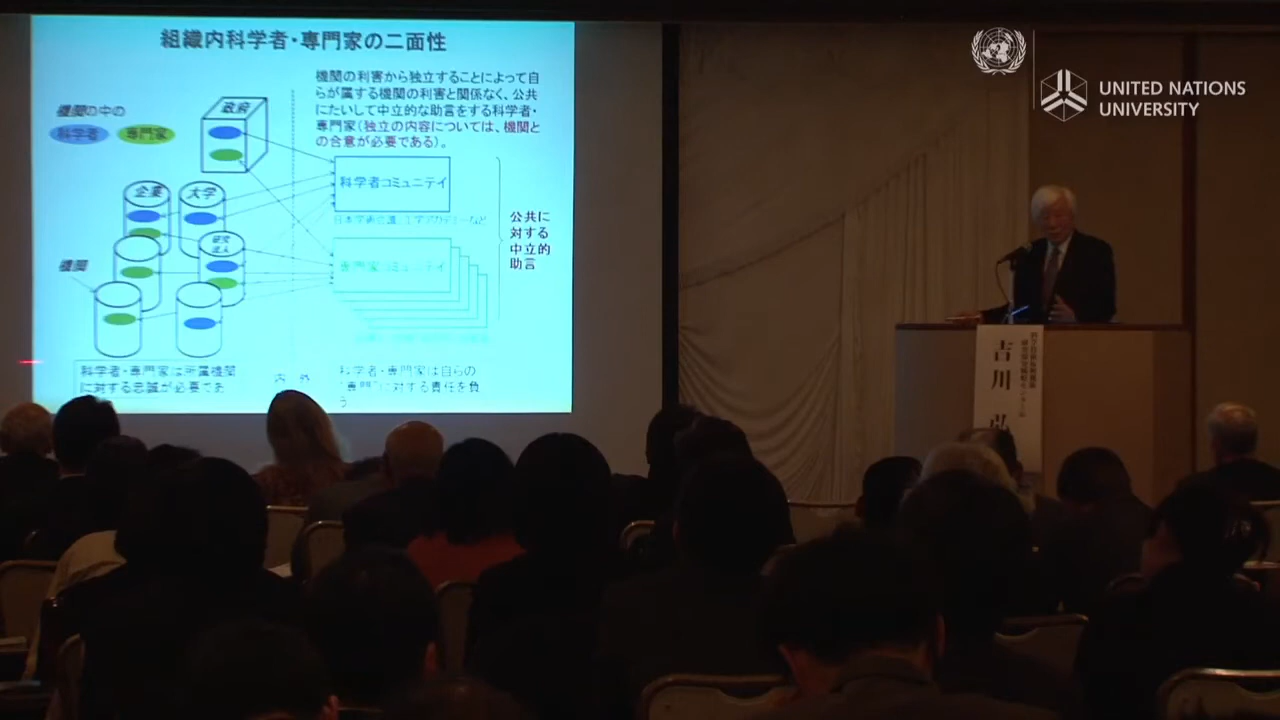 組織内科学者・専門家の二面性
機関の利害から独立することによって自
らが属する機関の利害と関係なく、公共
にたいして中立的な助言をする科学者・
専門家(独立の内容については、機関と
の合意が必要である)。
機関の中の
科学者 専門家
政府
企業 大学
機関
科学者コミュニテイ
専門家コミュニテイ
公共に
対する
中立的
助言
科学者・専門家は所属機関
に対する忠誠が必要であ
内 外
科学者・専門家は自らの
"専門"に対する責任を負
う
UNITED NATIONS
UNIVERSITY
吉川弘